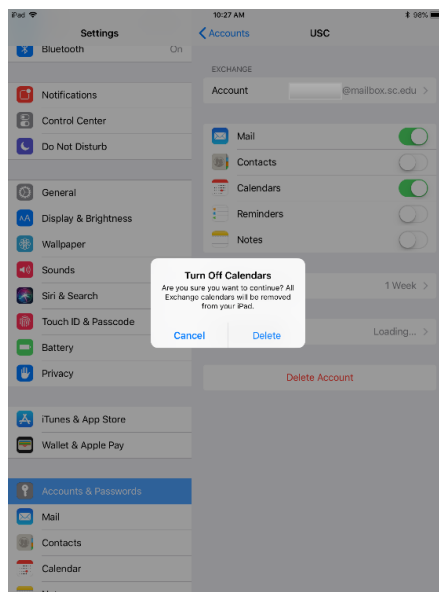 iPad 10:27 AM 98%
Settings
Accounts USC
Bluetooth On
Notifications
Control Center
Do Not Disturb
General
Display & Brightness
Wallpaper
Sounds
Siri & Search
Touch ID & Passcode
Battery
Privacy
iTunes & App Store
Wallet & Apple Pay
Accounts & Passwords
Mail
Contacts
Calendar
EXCHANGE
Account @mailbox.sc.edu
Mail
Contacts
Calendars
Reminders
Notes
1 Week
Loading...
Delete Account
Turn Off Calendars
Are you sure you want to continue? All
Exchange calendars will be removed
from your iPad.
Cancel Delete